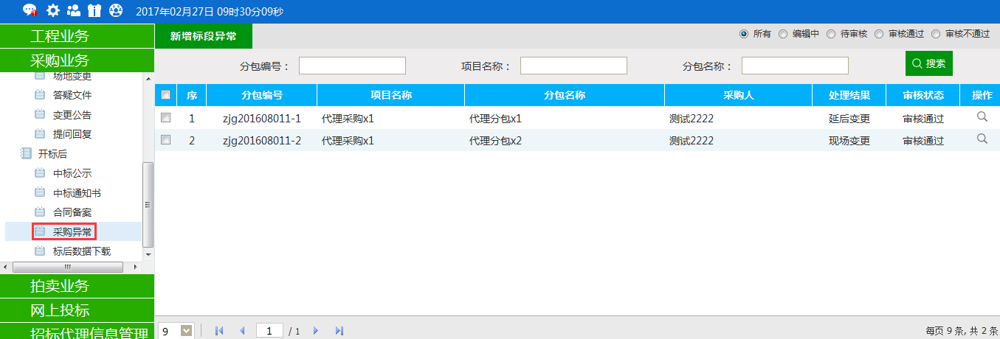 2017年02月27日 09时30分09秒
工程业务
采购业务
场地变更
答疑文件
变更公告
提问回复
开标后
中标公示
中标通知书
合同备案
采购异常
标后数据下载
拍卖业务
网上投标
招标代理信息管理
新增标段异常
所有 编辑中 待审核 审核通过 审核不通过
分包编号： 项目名称： 分包名称： 搜索
序 分包编号 项目名称 分包名称 采购人 处理结果 审核状态 操作
1 zjg201608011-1 代理采购x1 代理分包x1 测试2222 延后变更 审核通过
2 zjg201608011-2 代理采购x1 代理分包x2 测试2222 现场变更 审核通过
9 1 / 1 每页 9 条, 共 2 条